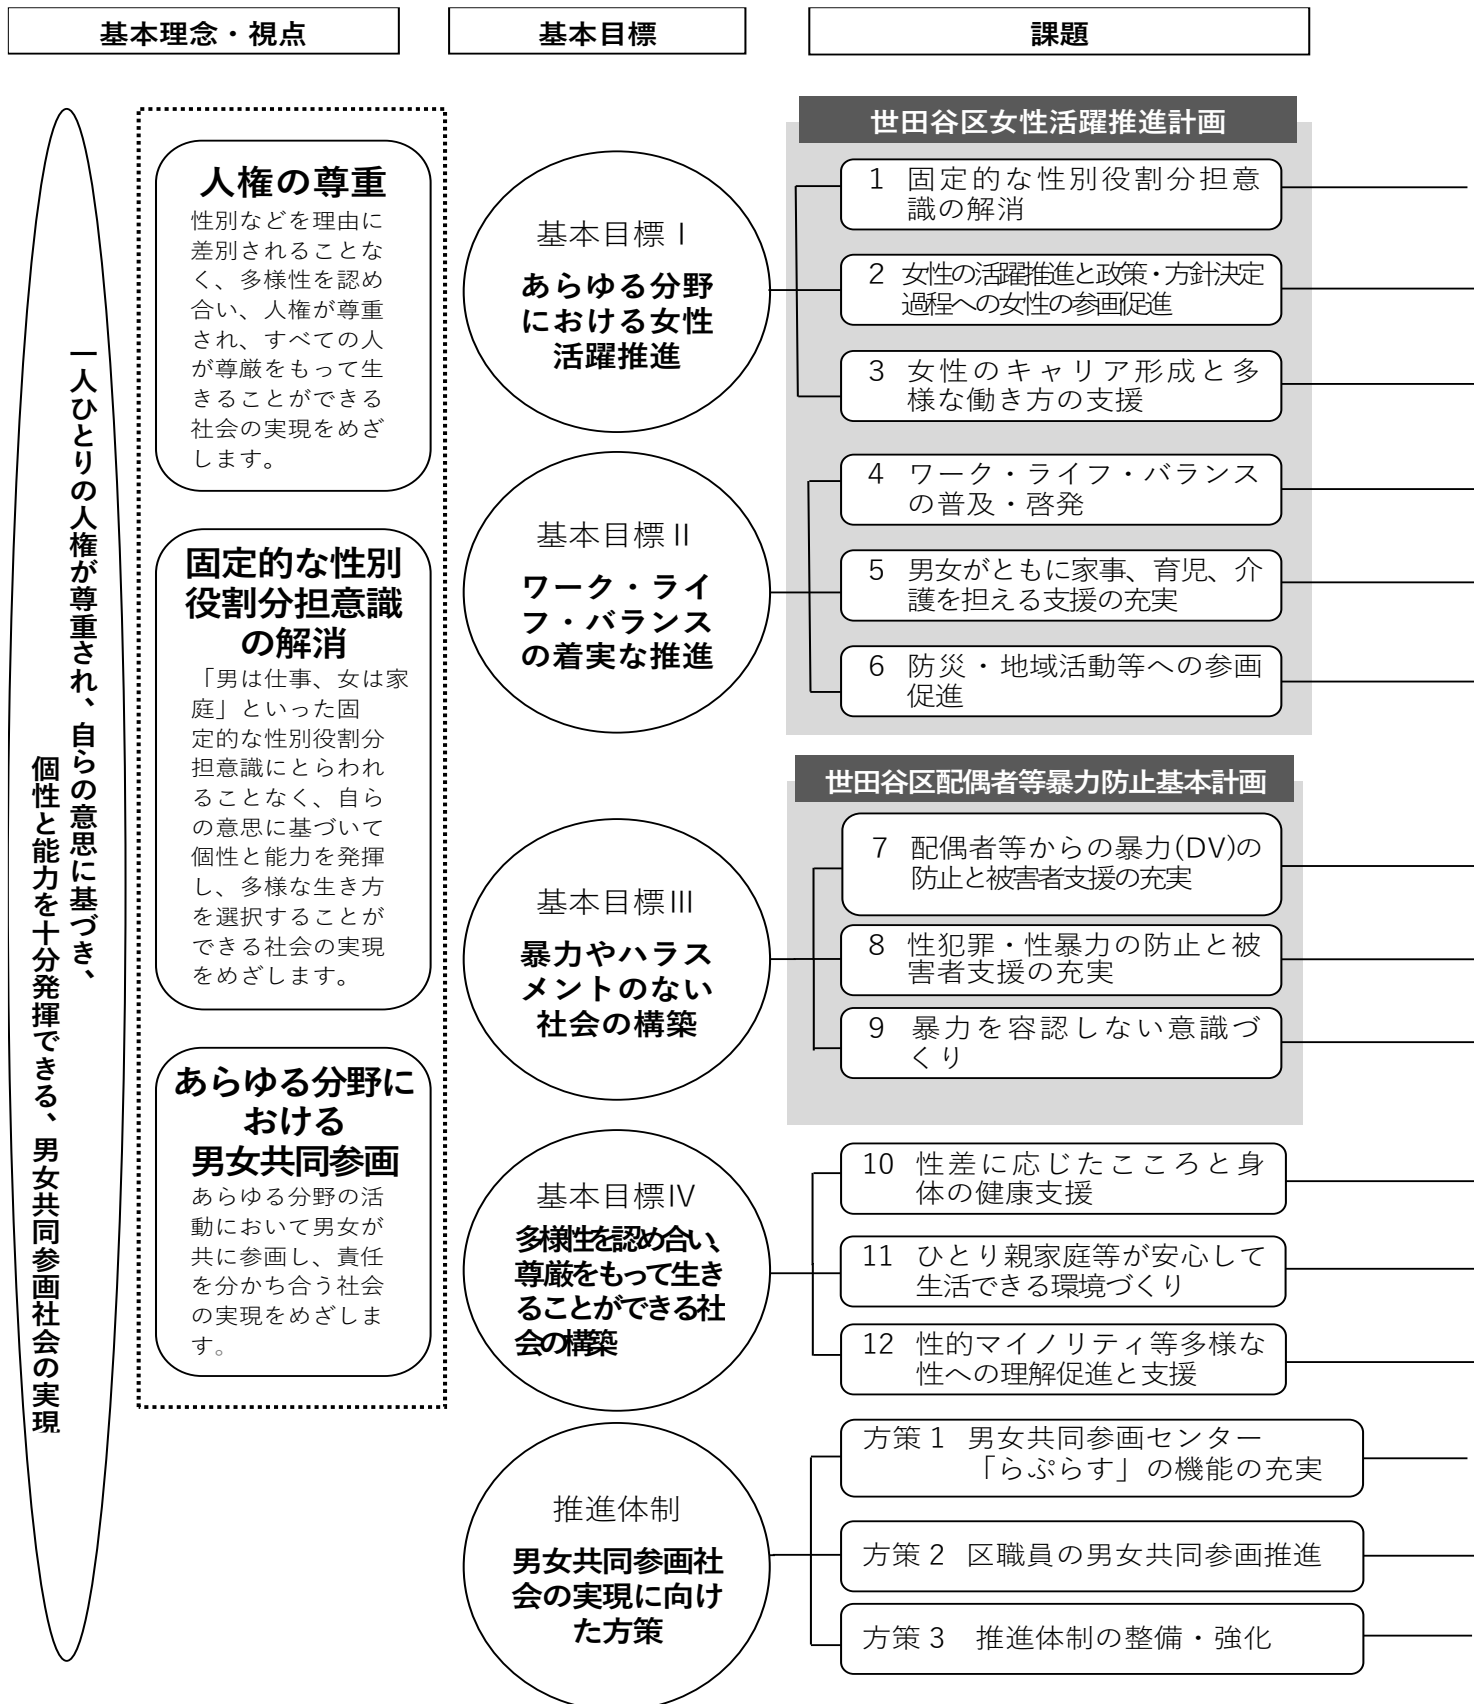 基本理念・視点
基本目標
課題
一人ひとりの人権が尊重され、自らの意思に基づき、
個性と能力を十分発揮できる、男女共同参画社会の実現
人権の尊重
性別などを理由に
差別されることな
く、多様性を認め
合い、人権が尊重
され、すべての人
が尊厳をもって生
きることができる
社会の実現をめざ
します。
固定的な性別
役割分担意識
の解消
「男は仕事、女は家
庭」といった固
定的な性別役割分
担意識にとらわれ
ることなく、自ら
の意思に基づいて
個性と能力を発揮
し、多様な生き方
を選択することが
できる社会の実現
をめざします。
あらゆる分野に
おける
男女共同参画
あらゆる分野の活
動において男女が
共に参画し、責任
を分かち合う社会
の実現をめざしま
す。
基本目標Ⅰ
あらゆる分野
における女性
活躍推進
世田谷区女性活躍推進計画
1 固定的な性別役割分担意
識の解消
2 女性の活躍推進と政策・方針決定
過程への女性の参画促進
3 女性のキャリア形成と多
様な働き方の支援
基本目標Ⅱ
ワーク・ライ
フ・バランス
の着実な推進
4 ワーク・ライフ・バランス
の普及・啓発
5 男女がともに家事、育児、介
護を担える支援の充実
6 防災・地域活動等への参画
促進
基本目標Ⅲ
暴力やハラス
メントのない
社会の構築
世田谷区配偶者等暴力防止基本計画
7 配偶者等からの暴力(DV)の
防止と被害者支援の充実
8 性犯罪・性暴力の防止と被
害者支援の充実
9 暴力を容認しない意識づ
くり
基本目標Ⅳ
多様性を認め合い、
尊厳をもって生き
ることができる社
会の構築
10 性差に応じたこころと身
体の健康支援
11 ひとり親家庭等が安心して
生活できる環境づくり
12 性的マイノリティ等多様な
性への理解促進と支援
推進体制
男女共同参画社
会の実現に向け
た方策
方策1 男女共同参画センター
「らぷらす」の機能の充実
方策2 区職員の男女共同参画推進
方策3 推進体制の整備・強化